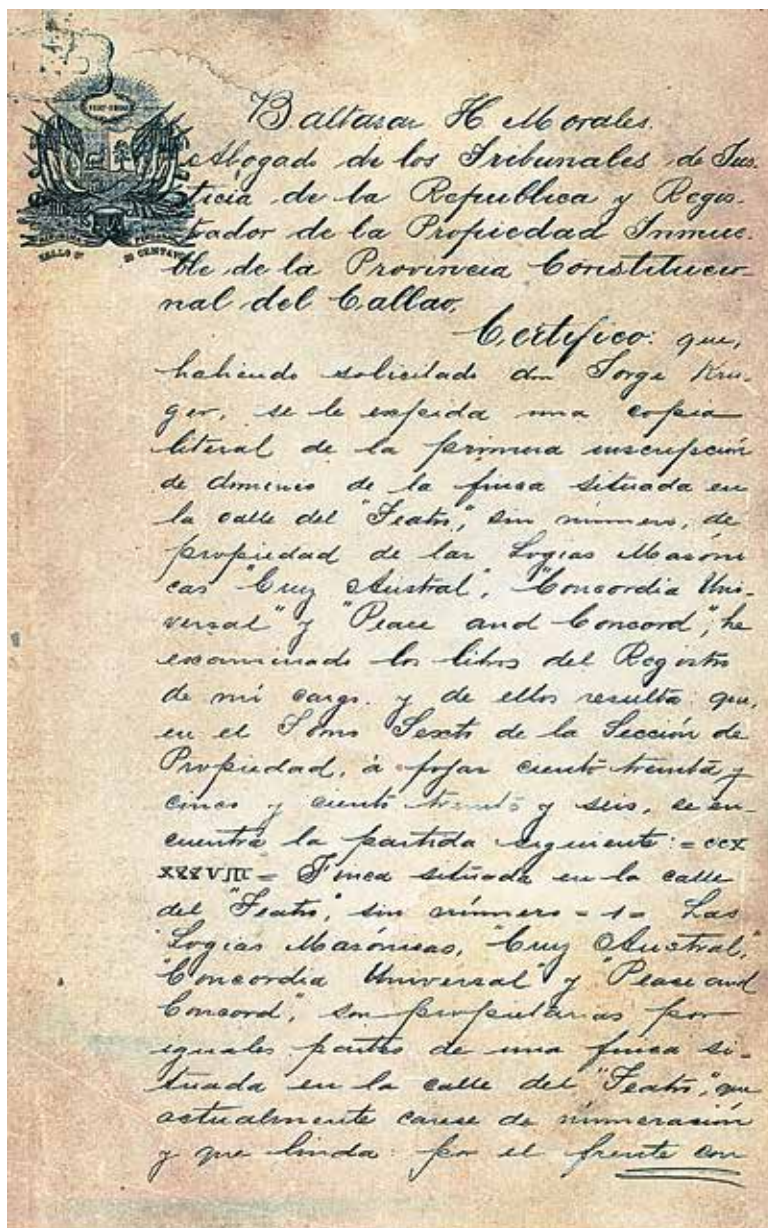 Baltasar H Morales.
Abogado de los Tribunales de Jus-
ticia de la Republica y Regis-
trador de la Propiedad Inmue-
SELLO 6º 20 CENTAVOS
ble de la Provincia Constitucio-
nal del Callao,
Certifico: que,
habiendo solicitado don Jorge Kru-
ger, se le expida una copia
literal de la primera inscripción
de dominio de la finca situada en
la calle del "Teatro," sin número, de
propiedad de las Logias Masóni
cas "Cruz Austral", "Concordia Uni-
versal" y "Peace and Concord"; he
examinado los libros del Registro
de mi cargo. y de ellos resulta: que,
en el Tomo Sexto de la Sección de
Propiedad, á fojas ciento treinta y
cinco y ciento treinta y seis, se en-
cuentra la partida siguiente: = CCX
XXXVIII = Finca situada en la calle
del "Teatro," sin número = 1 = Las
Logias Masónicas, "Cruz Austral,"
"Concordia Universal" y "Peace and
Concord", son propietarias por
iguales partes de una finca si-
tuada en la calle del "Teatro," que
actualmente carese de numeración
y que linda: por el frente con